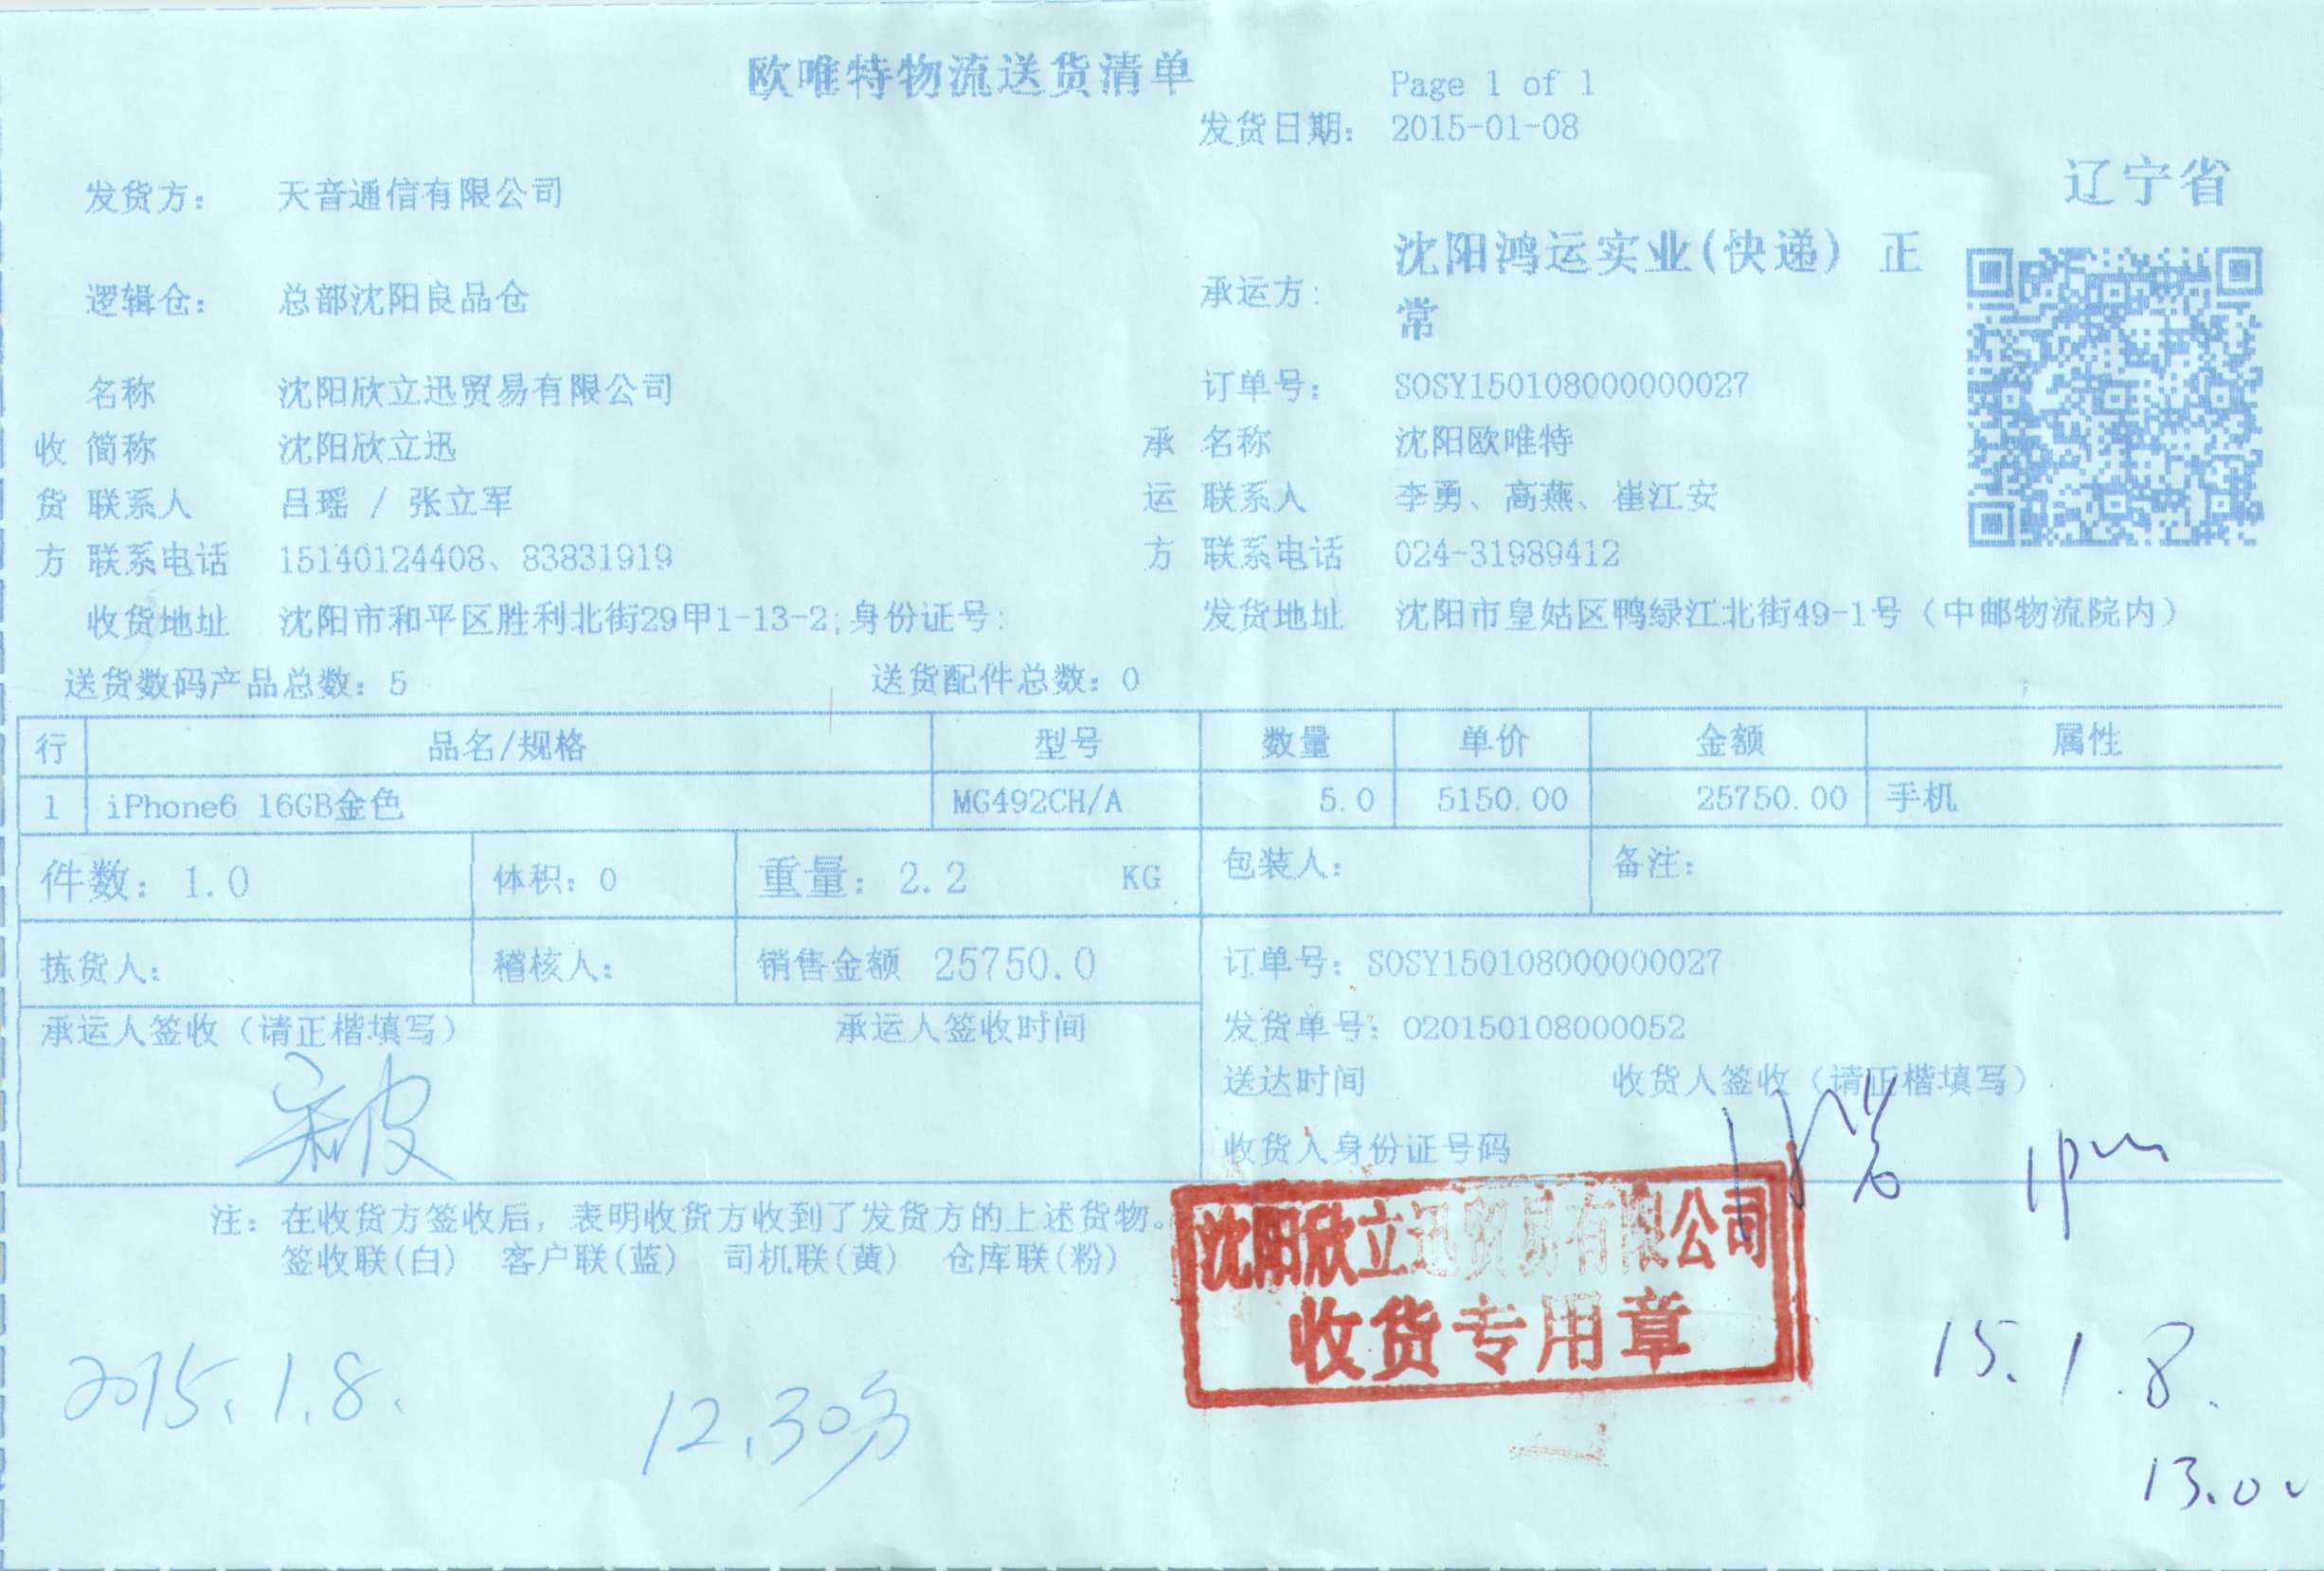 欧唯特物流送货清单
Page 1 of 1
发货日期： 2015-01-08
辽宁省
发货方： 天音通信有限公司
承运方： 沈阳鸿运实业(快递) 正常
逻辑仓： 总部沈阳良品仓
收货方
名称 沈阳欣立迅贸易有限公司
简称 沈阳欣立迅
联系人 吕瑶 / 张立军
联系电话 15140124408、83831919
收货地址 沈阳市和平区胜利北街29甲1-13-2;身份证号:
订单号： SOSY150108000000027
承运方
名称 沈阳欧唯特
联系人 李勇、高燕、崔江安
联系电话 024-31989412
发货地址 沈阳市皇姑区鸭绿江北街49-1号（中邮物流院内）
送货数码产品总数：5 送货配件总数：0
行 品名/规格 型号 数量 单价 金额 属性
1 iPhone6 16GB金色 MG492CH/A 5.0 5150.00 25750.00 手机
件数：1.0 体积：0 重量：2.2 KG 包装人： 备注：
拣货人： 稽核人： 销售金额 25750.0 订单号：SOSY150108000000027
承运人签收（请正楷填写） 承运人签收时间
发货单号：O20150108000052
送达时间 收货人签收（请正楷填写）
收货人身份证号码
1pm
注：在收货方签收后，表明收货方收到了发货方的上述货物。
签收联(白) 客户联(蓝) 司机联(黄) 仓库联(粉)
沈阳欣立迅贸易有限公司
收货专用章
2015.1.8.
12.30分
15.1.8.
13.00